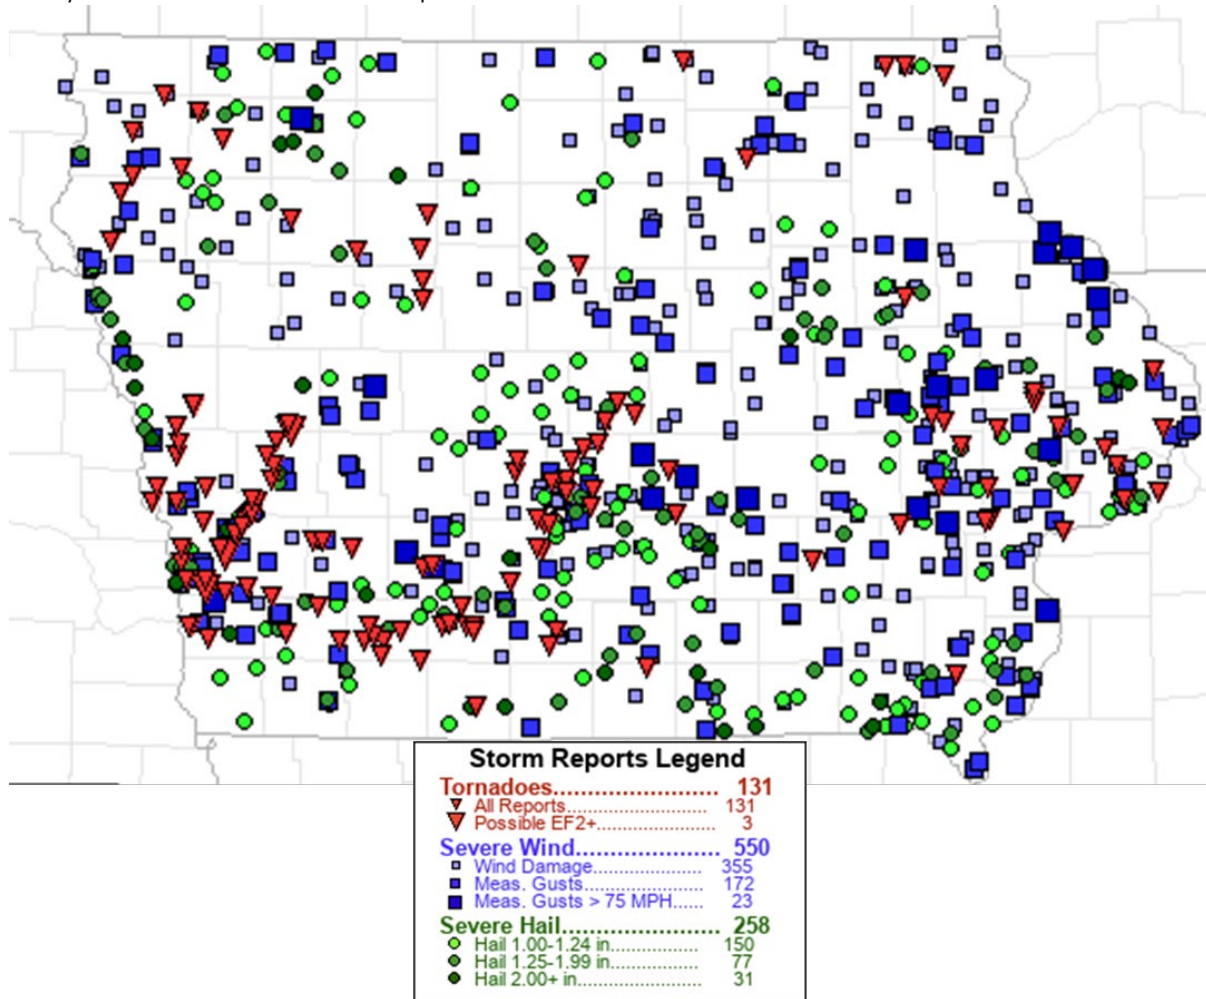 Storm Reports Legend
Tornadoes........................ 131
All Reports........................... 131
Possible EF2+....................... 3
Severe Wind.................... 550
Wind Damage..................... 355
Meas. Gusts...................... 172
Meas. Gusts > 75 MPH...... 23
Severe Hail...................... 258
Hail 1.00-1.24 in................. 150
Hail 1.25-1.99 in................. 77
Hail 2.00+ in........................ 31